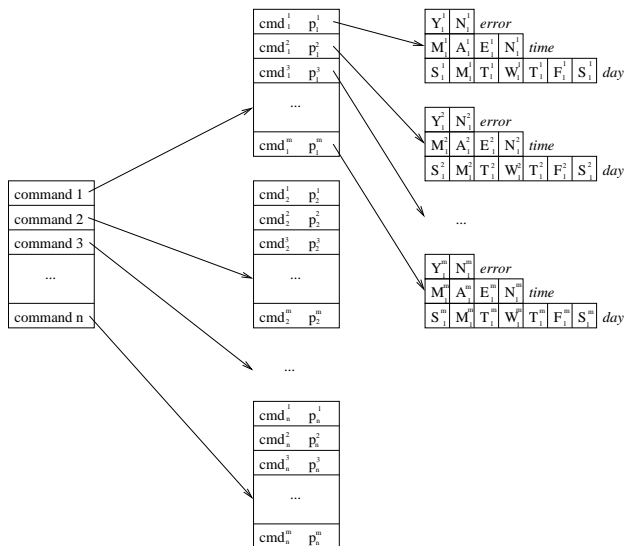 command 1
command 2
command 3
...
command n
cmd₁¹ p₁¹
cmd₁² p₁²
cmd₁³ p₁³
...
cmd₁ᵐ p₁ᵐ
cmd₂¹ p₂¹
cmd₂² p₂²
cmd₂³ p₂³
...
cmd₂ᵐ p₂ᵐ
...
cmdₙ¹ pₙ¹
cmdₙ² pₙ²
cmdₙ³ pₙ³
...
cmdₙᵐ pₙᵐ
Y₁¹ N₁¹ error
M₁¹ A₁¹ E₁¹ N₁¹ time
S₁¹ M₁¹ T₁¹ W₁¹ T₁¹ F₁¹ S₁¹ day
Y₁² N₁² error
M₁² A₁² E₁² N₁² time
S₁² M₁² T₁² W₁² T₁² F₁² S₁² day
...
Y₁ᵐ N₁ᵐ error
M₁ᵐ A₁ᵐ E₁ᵐ N₁ᵐ time
S₁ᵐ M₁ᵐ T₁ᵐ W₁ᵐ T₁ᵐ F₁ᵐ S₁ᵐ day